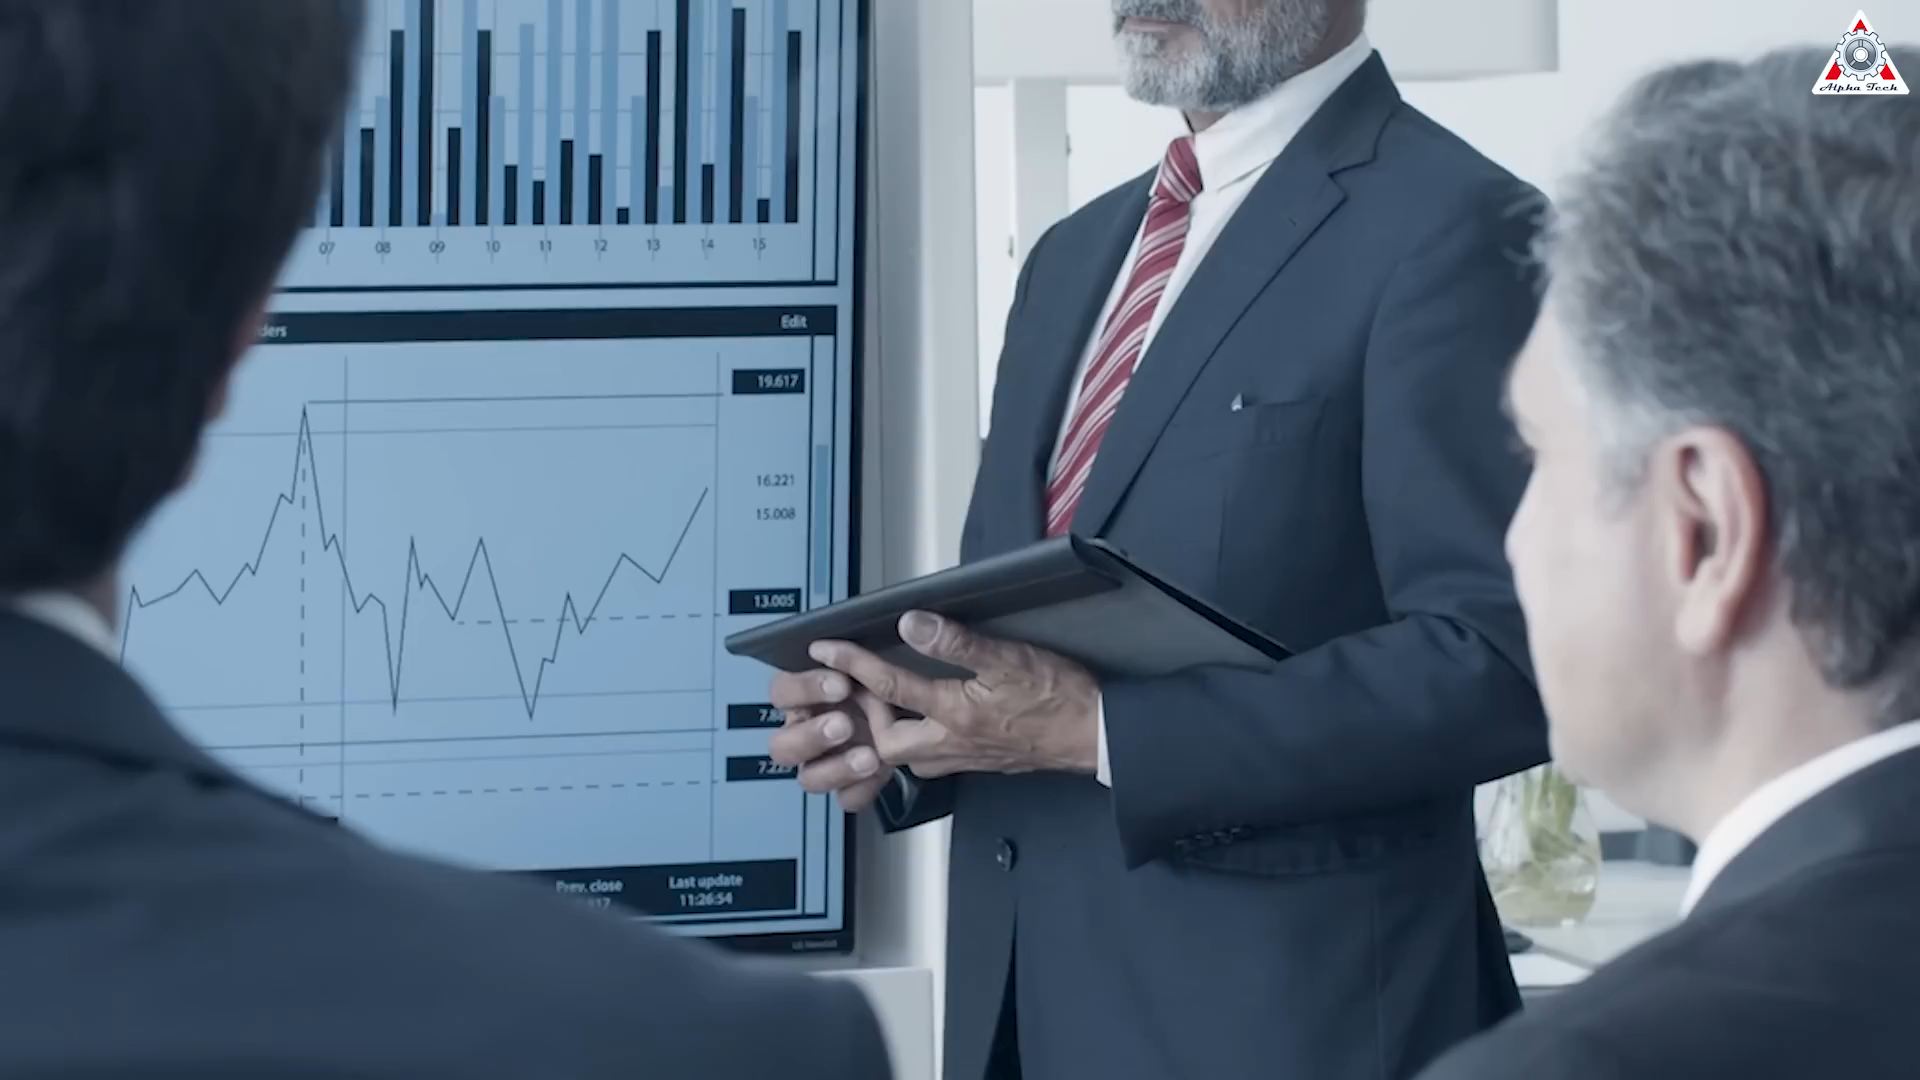 Alpha Tech
07 08 09 10 11 12 13 14 15
Edit
19.617
16.221
15.008
13.005
Prev. close
Last update
11:26:54